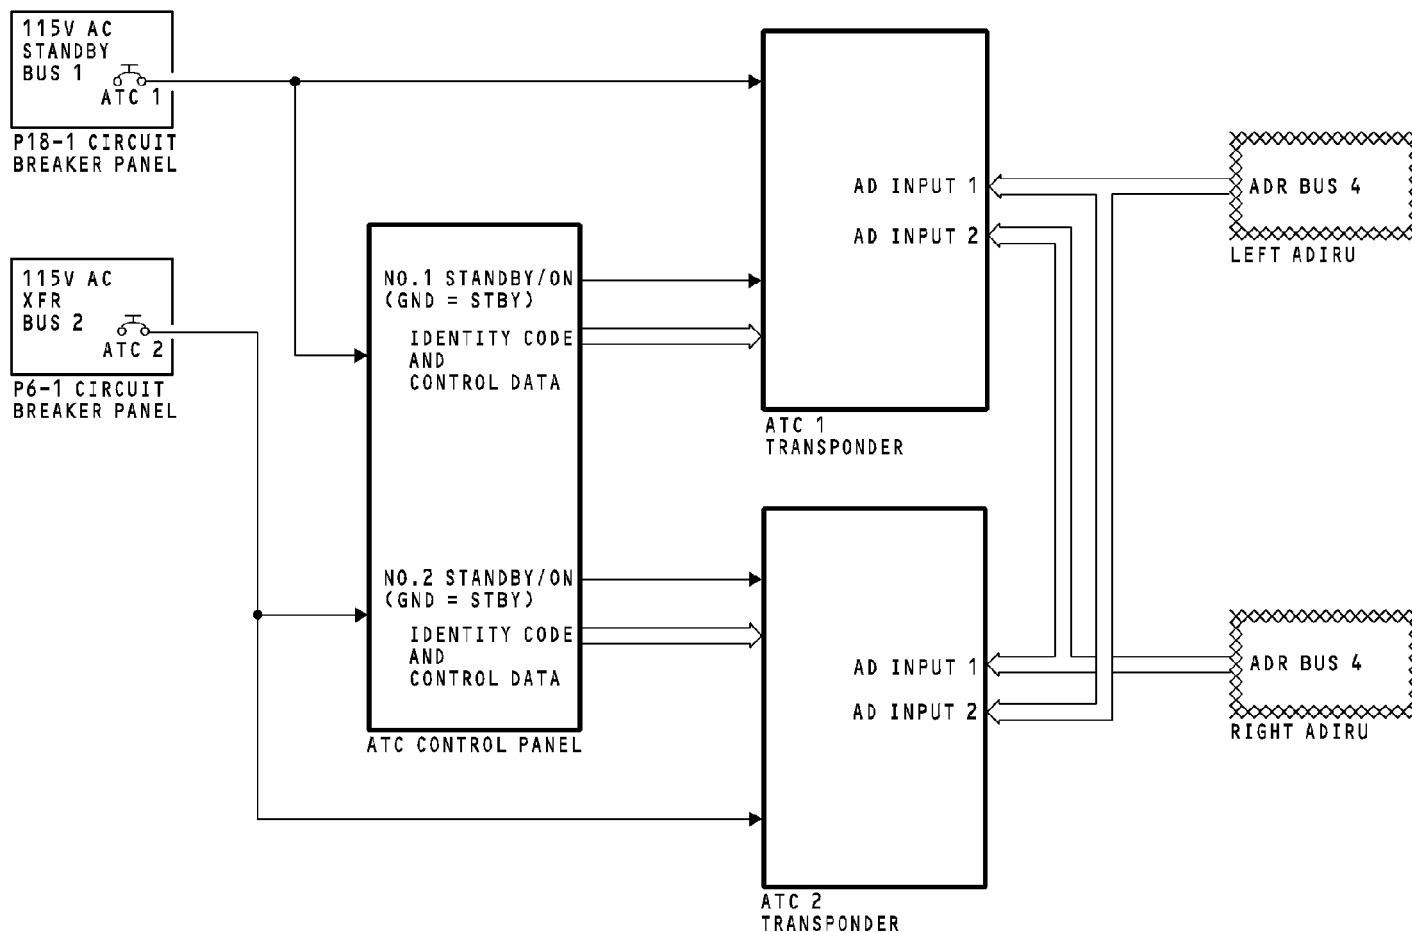 115V AC
STANDBY
BUS 1
ATC 1
P18-1 CIRCUIT
BREAKER PANEL
115V AC
XFR
BUS 2
ATC 2
P6-1 CIRCUIT
BREAKER PANEL
NO.1 STANDBY/ON
(GND = STBY)
IDENTITY CODE
AND
CONTROL DATA
NO.2 STANDBY/ON
(GND = STBY)
IDENTITY CODE
AND
CONTROL DATA
ATC CONTROL PANEL
AD INPUT 1
AD INPUT 2
ATC 1
TRANSPONDER
AD INPUT 1
AD INPUT 2
ATC 2
TRANSPONDER
ADR BUS 4
LEFT ADIRU
ADR BUS 4
RIGHT ADIRU